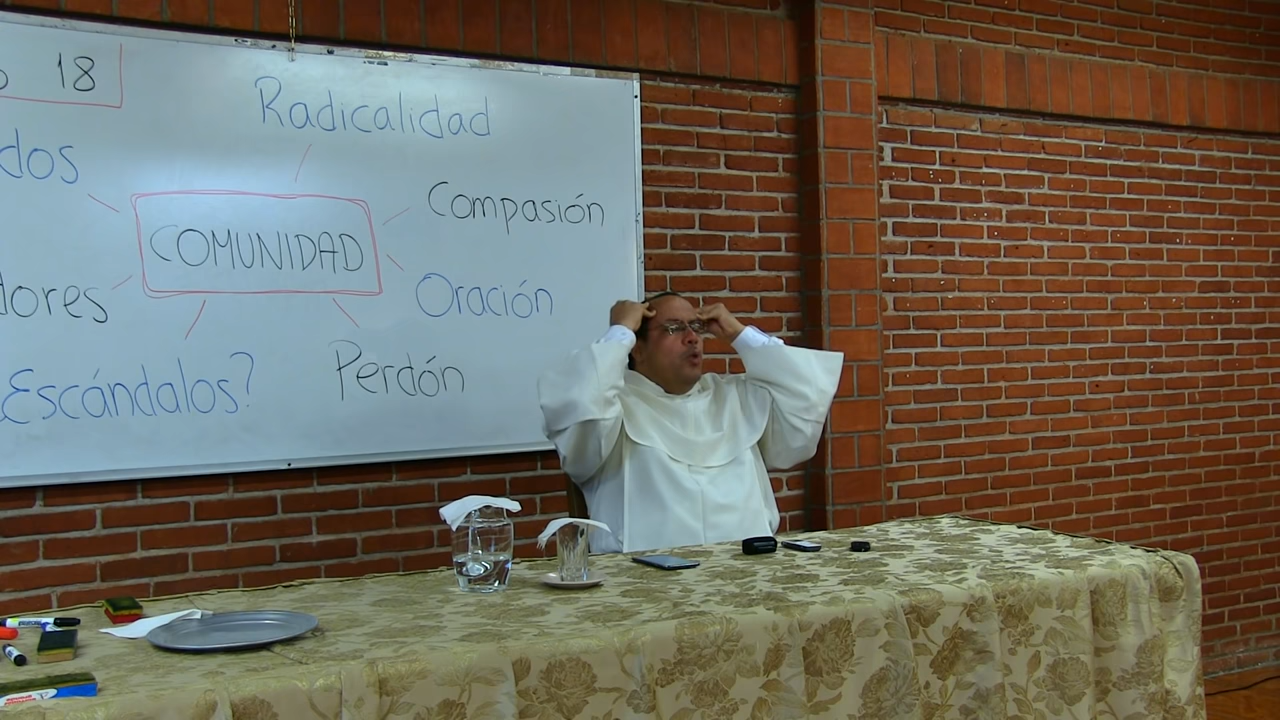 18
Radicalidad
dos
Compasión
COMUNIDAD
Oración
dores
Perdón
Escándalos?